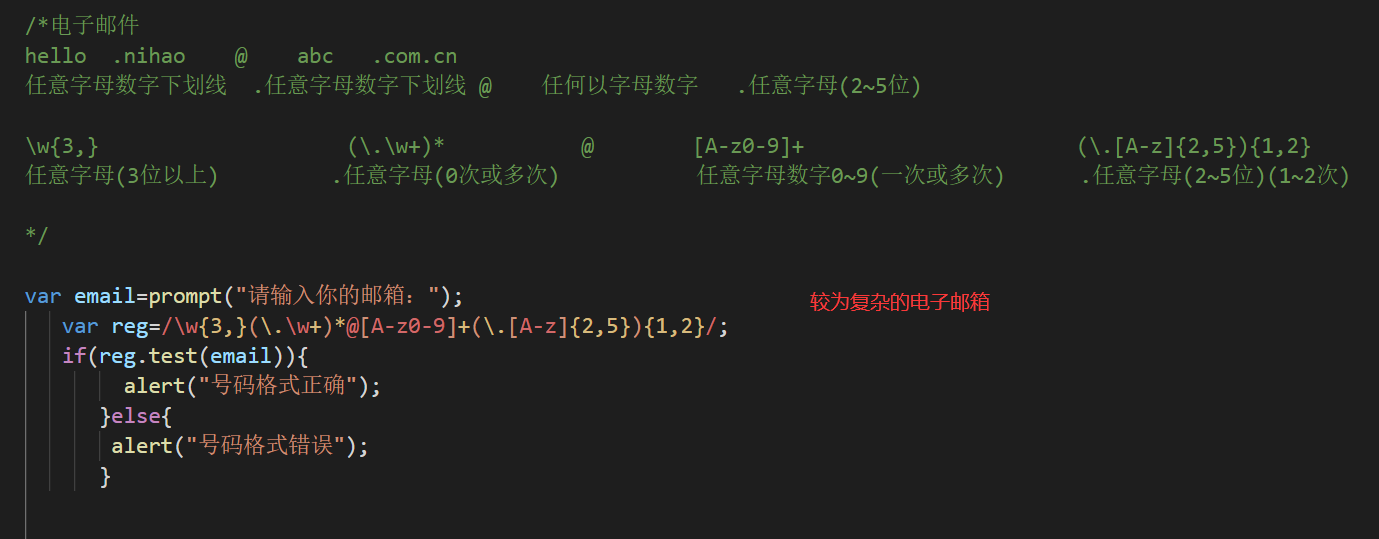 /*电子邮件
hello .nihao @ abc .com.cn
任意字母数字下划线 .任意字母数字下划线 @ 任何以字母数字 .任意字母(2~5位)
\w{3,} (\.\w+)* @ [A-z0-9]+ (\.[A-z]{2,5}){1,2}
任意字母(3位以上) .任意字母(0次或多次) 任意字母数字0~9(一次或多次) .任意字母(2~5位)(1~2次)
*/
var email=prompt("请输入你的邮箱：");
较为复杂的电子邮箱
var reg=/\w{3,}(\.\w+)*@[A-z0-9]+(\.[A-z]{2,5}){1,2}/;
if(reg.test(email)){
alert("号码格式正确");
}else{
alert("号码格式错误");
}